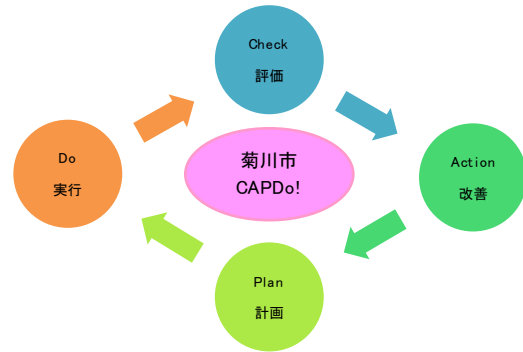 Check
評価
Do
実行
菊川市
CAPDo!
Action
改善
Plan
計画